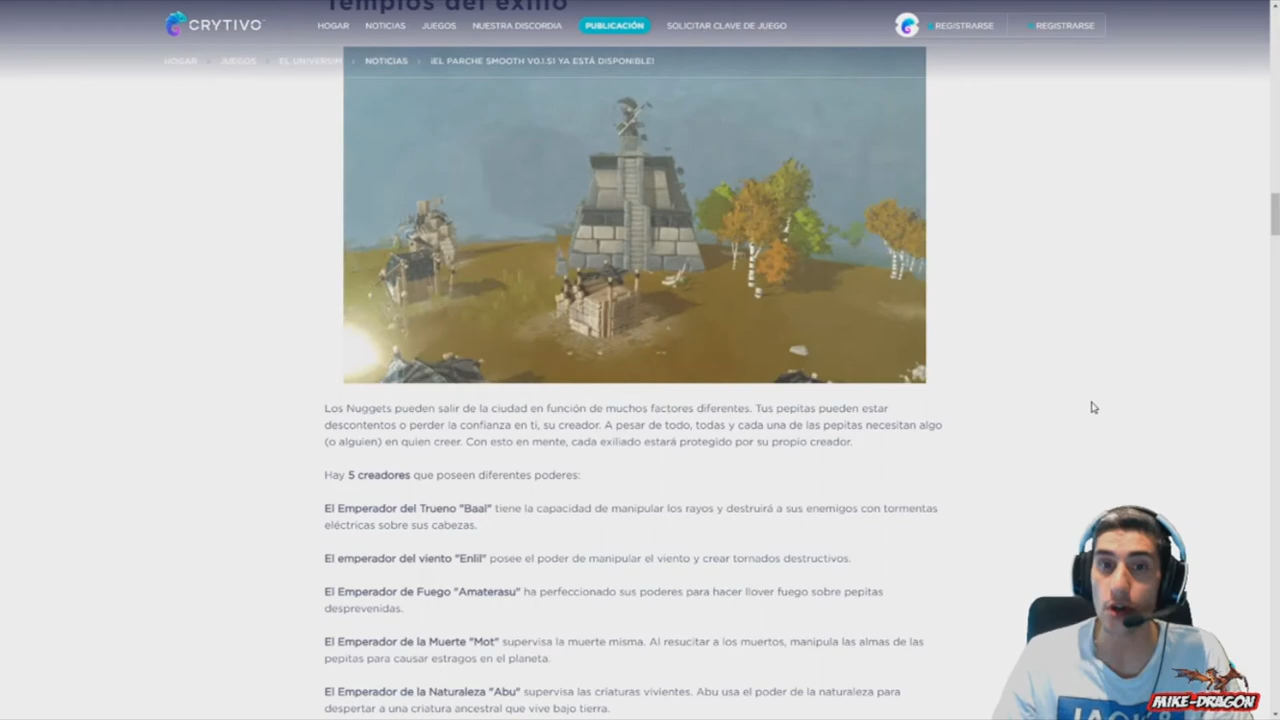 Templos del exilio
CRYTIVO
HOGAR NOTICIAS JUEGOS NUESTRA DISCORDIA PUBLICACIÓN SOLICITAR CLAVE DE JUEGO REGISTRARSE REGISTRARSE
HOGAR JUEGOS EL UNIVERSIM NOTICIAS ¡EL PARCHE SMOOTH V0.1.51 YA ESTÁ DISPONIBLE!
Los Nuggets pueden salir de la ciudad en función de muchos factores diferentes. Tus pepitas pueden estar
descontentos o perder la confianza en ti, su creador. A pesar de todo, todas y cada una de las pepitas necesitan algo
(o alguien) en quien creer. Con esto en mente, cada exiliado estará protegido por su propio creador.
Hay 5 creadores que poseen diferentes poderes:
El Emperador del Trueno "Baal" tiene la capacidad de manipular los rayos y destruirá a sus enemigos con tormentas
eléctricas sobre sus cabezas.
El emperador del viento "Enlil" posee el poder de manipular el viento y crear tornados destructivos.
El Emperador de Fuego "Amaterasu" ha perfeccionado sus poderes para hacer llover fuego sobre pepitas
desprevenidas.
El Emperador de la Muerte "Mot" supervisa la muerte misma. Al resucitar a los muertos, manipula las almas de las
pepitas para causar estragos en el planeta.
El Emperador de la Naturaleza "Abu" supervisa las criaturas vivientes. Abu usa el poder de la naturaleza para
despertar a una criatura ancestral que vive bajo tierra.
MIKE-DRAGON